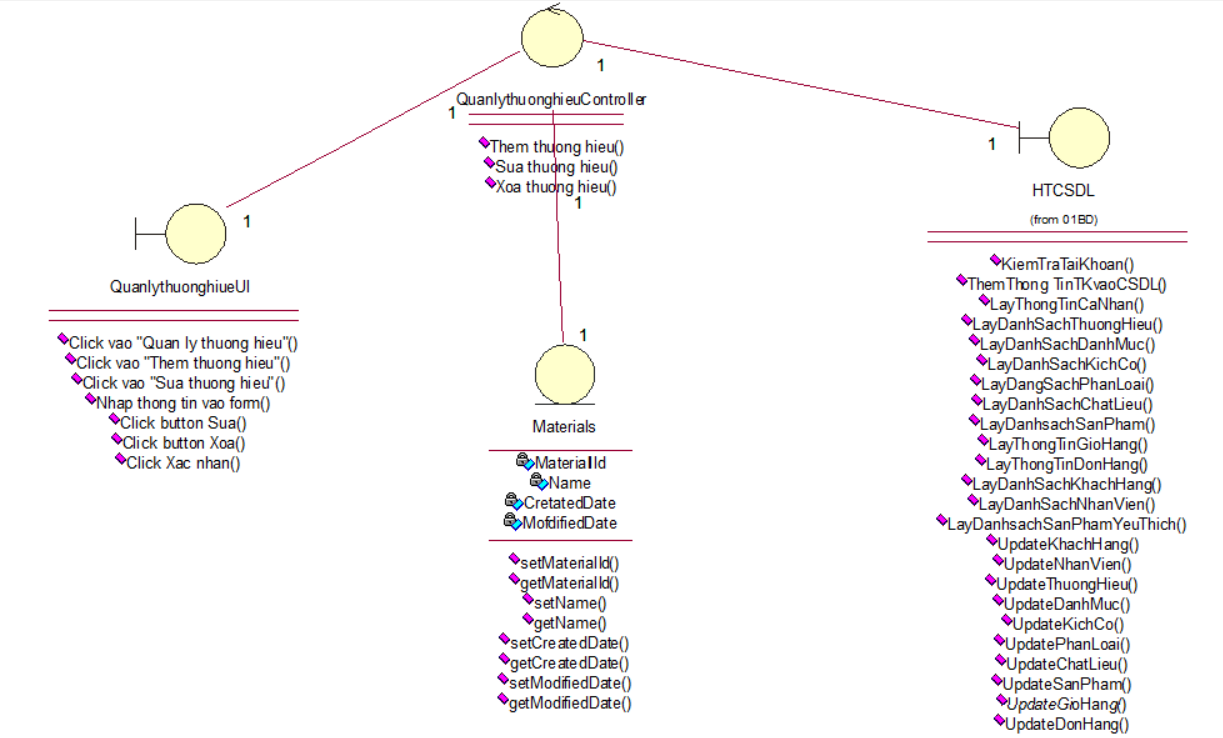 1
QuanlythuonghieuController
1
Them thuong hieu()
Sua thuong hieu()
Xoa thuong hieu()
1
1
QuanlythuonghiueUI
Click vao "Quan ly thuong hieu"()
Click vao "Them thuong hieu"()
Click vao "Sua thuong hieu"()
Nhap thong tin vao form()
Click button Sua()
Click button Xoa()
Click Xac nhan()
1
Materials
MaterialId
Name
CretatedDate
MofdifiedDate
setMaterialId()
getMaterialId()
setName()
getName()
setCreatedDate()
getCreatedDate()
setModifiedDate()
getModifiedDate()
1
HTCSDL
(from 01BD)
KiemTraTaiKhoan()
ThemThong TinTKvaoCSDL()
LayThongTinCaNhan()
LayDanhSachThuongHieu()
LayDanhSachDanhMuc()
LayDanhSachKichCo()
LayDangSachPhanLoai()
LayDanhSachChatLieu()
LayDanhsachSanPham()
LayThongTinGioHang()
LayThongTinDonHang()
LayDanhSachKhachHang()
LayDanhSachNhanVien()
LayDanhsachSanPhamYeuThich()
UpdateKhachHang()
UpdateNhanVien()
UpdateThuongHieu()
UpdateDanhMuc()
UpdateKichCo()
UpdatePhanLoai()
UpdateChatLieu()
UpdateSanPham()
UpdateGioHang()
UpdateDonHang()